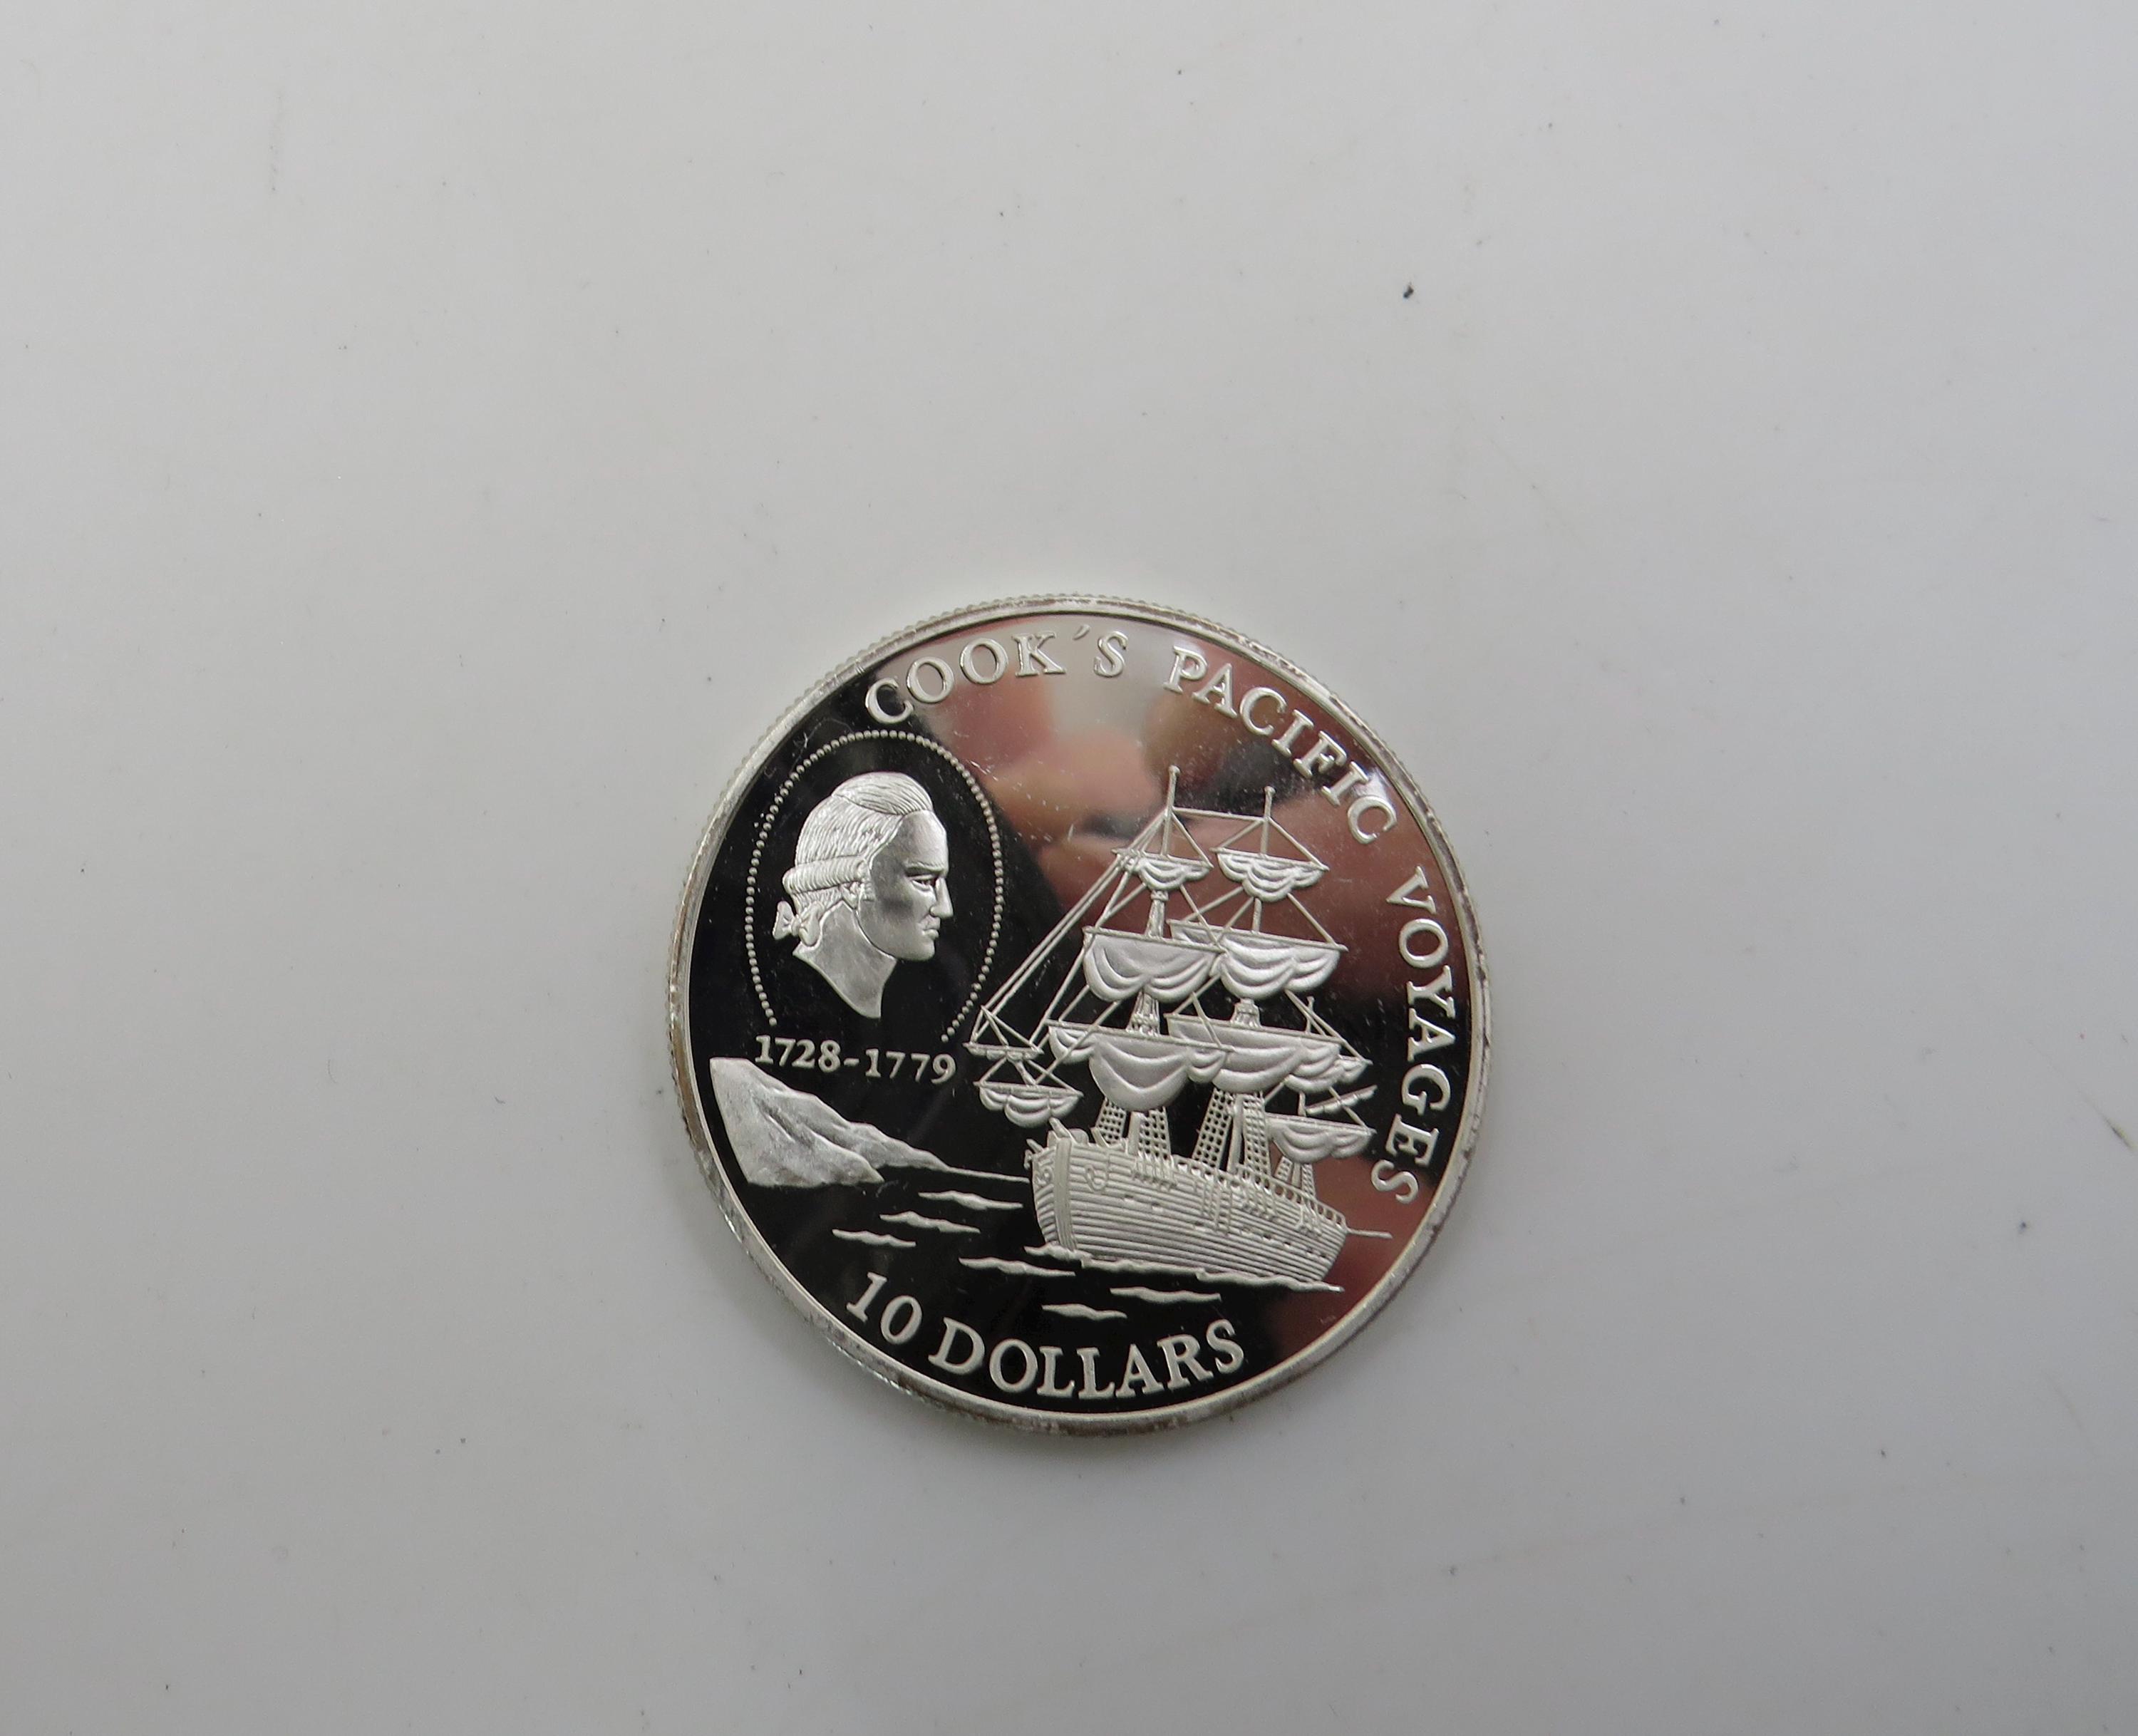 COOK'S PACIFIC VOYAGES
1728-1779
10 DOLLARS